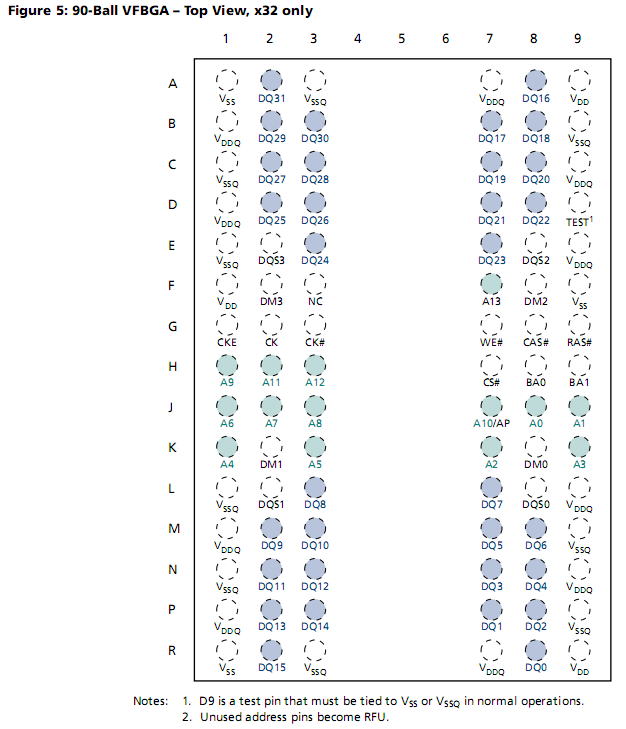 Figure 5: 90-Ball VFBGA – Top View, x32 only
1 2 3 4 5 6 7 8 9
A
VSS DQ31 VSSQ VDDQ DQ16 VDD
B
VDDQ DQ29 DQ30 DQ17 DQ18 VSSQ
C
VSSQ DQ27 DQ28 DQ19 DQ20 VDDQ
D
VDDQ DQ25 DQ26 DQ21 DQ22 TEST1
E
VSSQ DQS3 DQ24 DQ23 DQS2 VDDQ
F
VDD DM3 NC A13 DM2 VSS
G
CKE CK CK# WE# CAS# RAS#
H
A9 A11 A12 CS# BA0 BA1
J
A6 A7 A8 A10/AP A0 A1
K
A4 DM1 A5 A2 DM0 A3
L
VSSQ DQS1 DQ8 DQ7 DQS0 VDDQ
M
VDDQ DQ9 DQ10 DQ5 DQ6 VSSQ
N
VSSQ DQ11 DQ12 DQ3 DQ4 VDDQ
P
VDDQ DQ13 DQ14 DQ1 DQ2 VSSQ
R
VSS DQ15 VSSQ VDDQ DQ0 VDD
Notes: 1. D9 is a test pin that must be tied to VSS or VSSQ in normal operations.
2. Unused address pins become RFU.